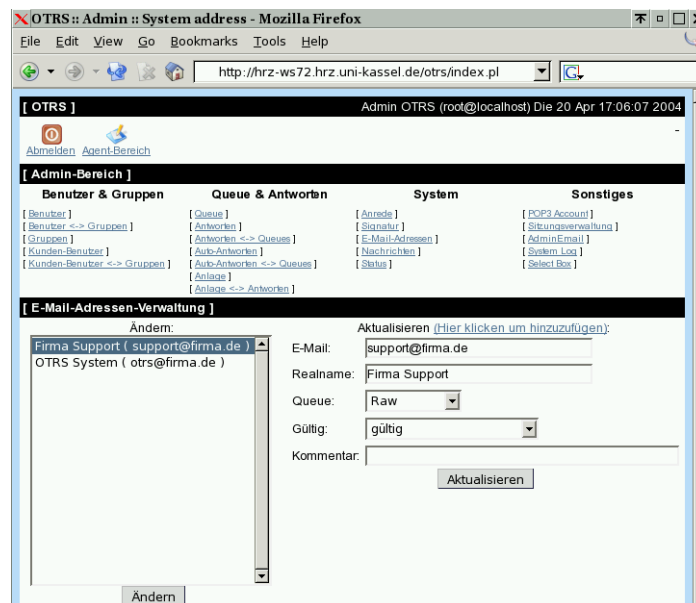 OTRS :: Admin :: System address - Mozilla Firefox
File Edit View Go Bookmarks Tools Help
http://hrz-ws72.hrz.uni-kassel.de/otrs/index.pl
[ OTRS ] Admin OTRS (root@localhost) Die 20 Apr 17:06:07 2004
Abmelden Agent-Bereich -
[ Admin-Bereich ]
Benutzer & Gruppen Queue & Antworten System Sonstiges
[ Benutzer ] [ Queue ] [ Anrede ] [ POP3 Account ]
[ Benutzer <-> Gruppen ] [ Antworten ] [ Signatur ] [ Sitzungsverwaltung ]
[ Gruppen ] [ Antworten <-> Queues ] [ E-Mail-Adressen ] [ AdminEmail ]
[ Kunden-Benutzer ] [ Auto-Antworten ] [ Nachrichten ] [ System Log ]
[ Kunden-Benutzer <-> Gruppen ] [ Auto-Antworten <-> Queues ] [ Status ] [ Select Box ]
[ Anlage ]
[ Anlage <-> Antworten ]
[ E-Mail-Adressen-Verwaltung ]
Ändern: Aktualisieren (Hier klicken um hinzuzufügen):
Firma Support ( support@firma.de )
OTRS System ( otrs@firma.de )
E-Mail: support@firma.de
Realname: Firma Support
Queue: Raw
Gültig: gültig
Kommentar:
Aktualisieren
Ändern